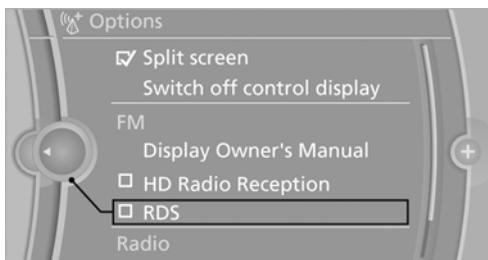 Options
Split screen
Switch off control display
FM
Display Owner's Manual
HD Radio Reception
RDS
Radio